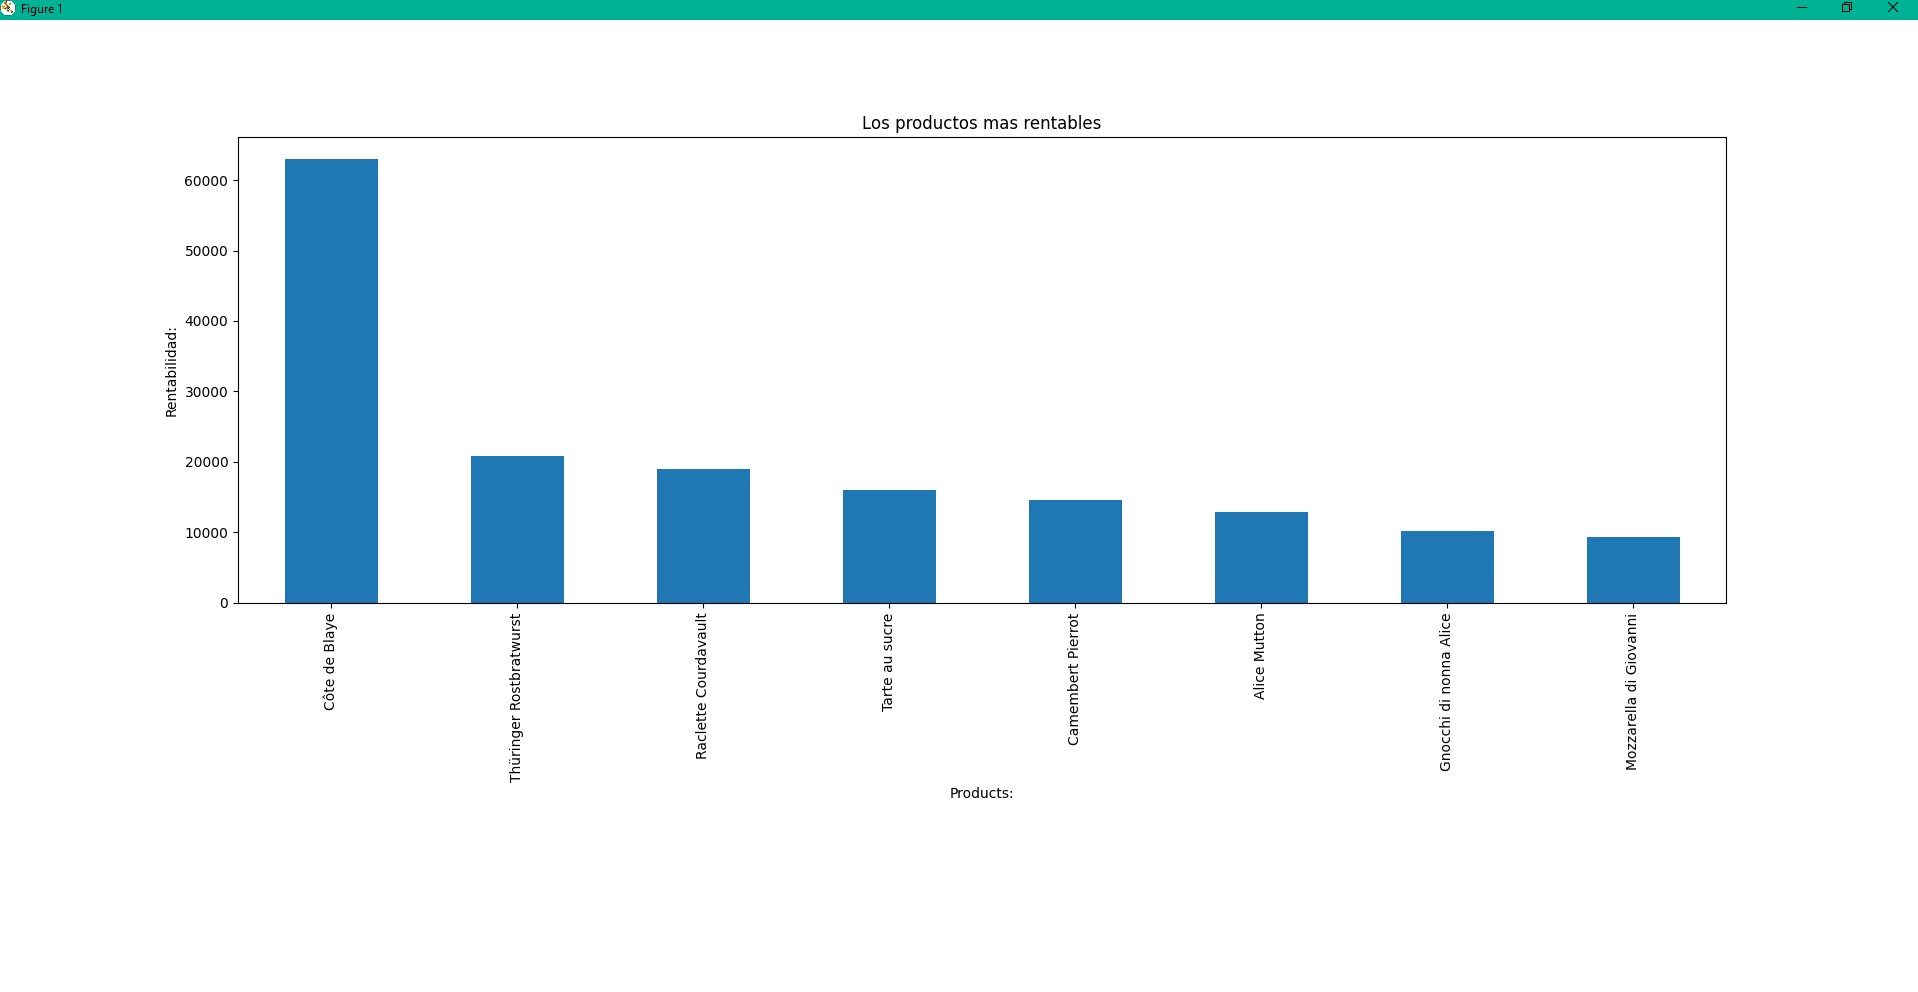 Figure 1
Los productos mas rentables
Rentabilidad:
60000
50000
40000
30000
20000
10000
0
Côte de Blaye
Thüringer Rostbratwurst
Raclette Courdavault
Tarte au sucre
Camembert Pierrot
Alice Mutton
Gnocchi di nonna Alice
Mozzarella di Giovanni
Products: